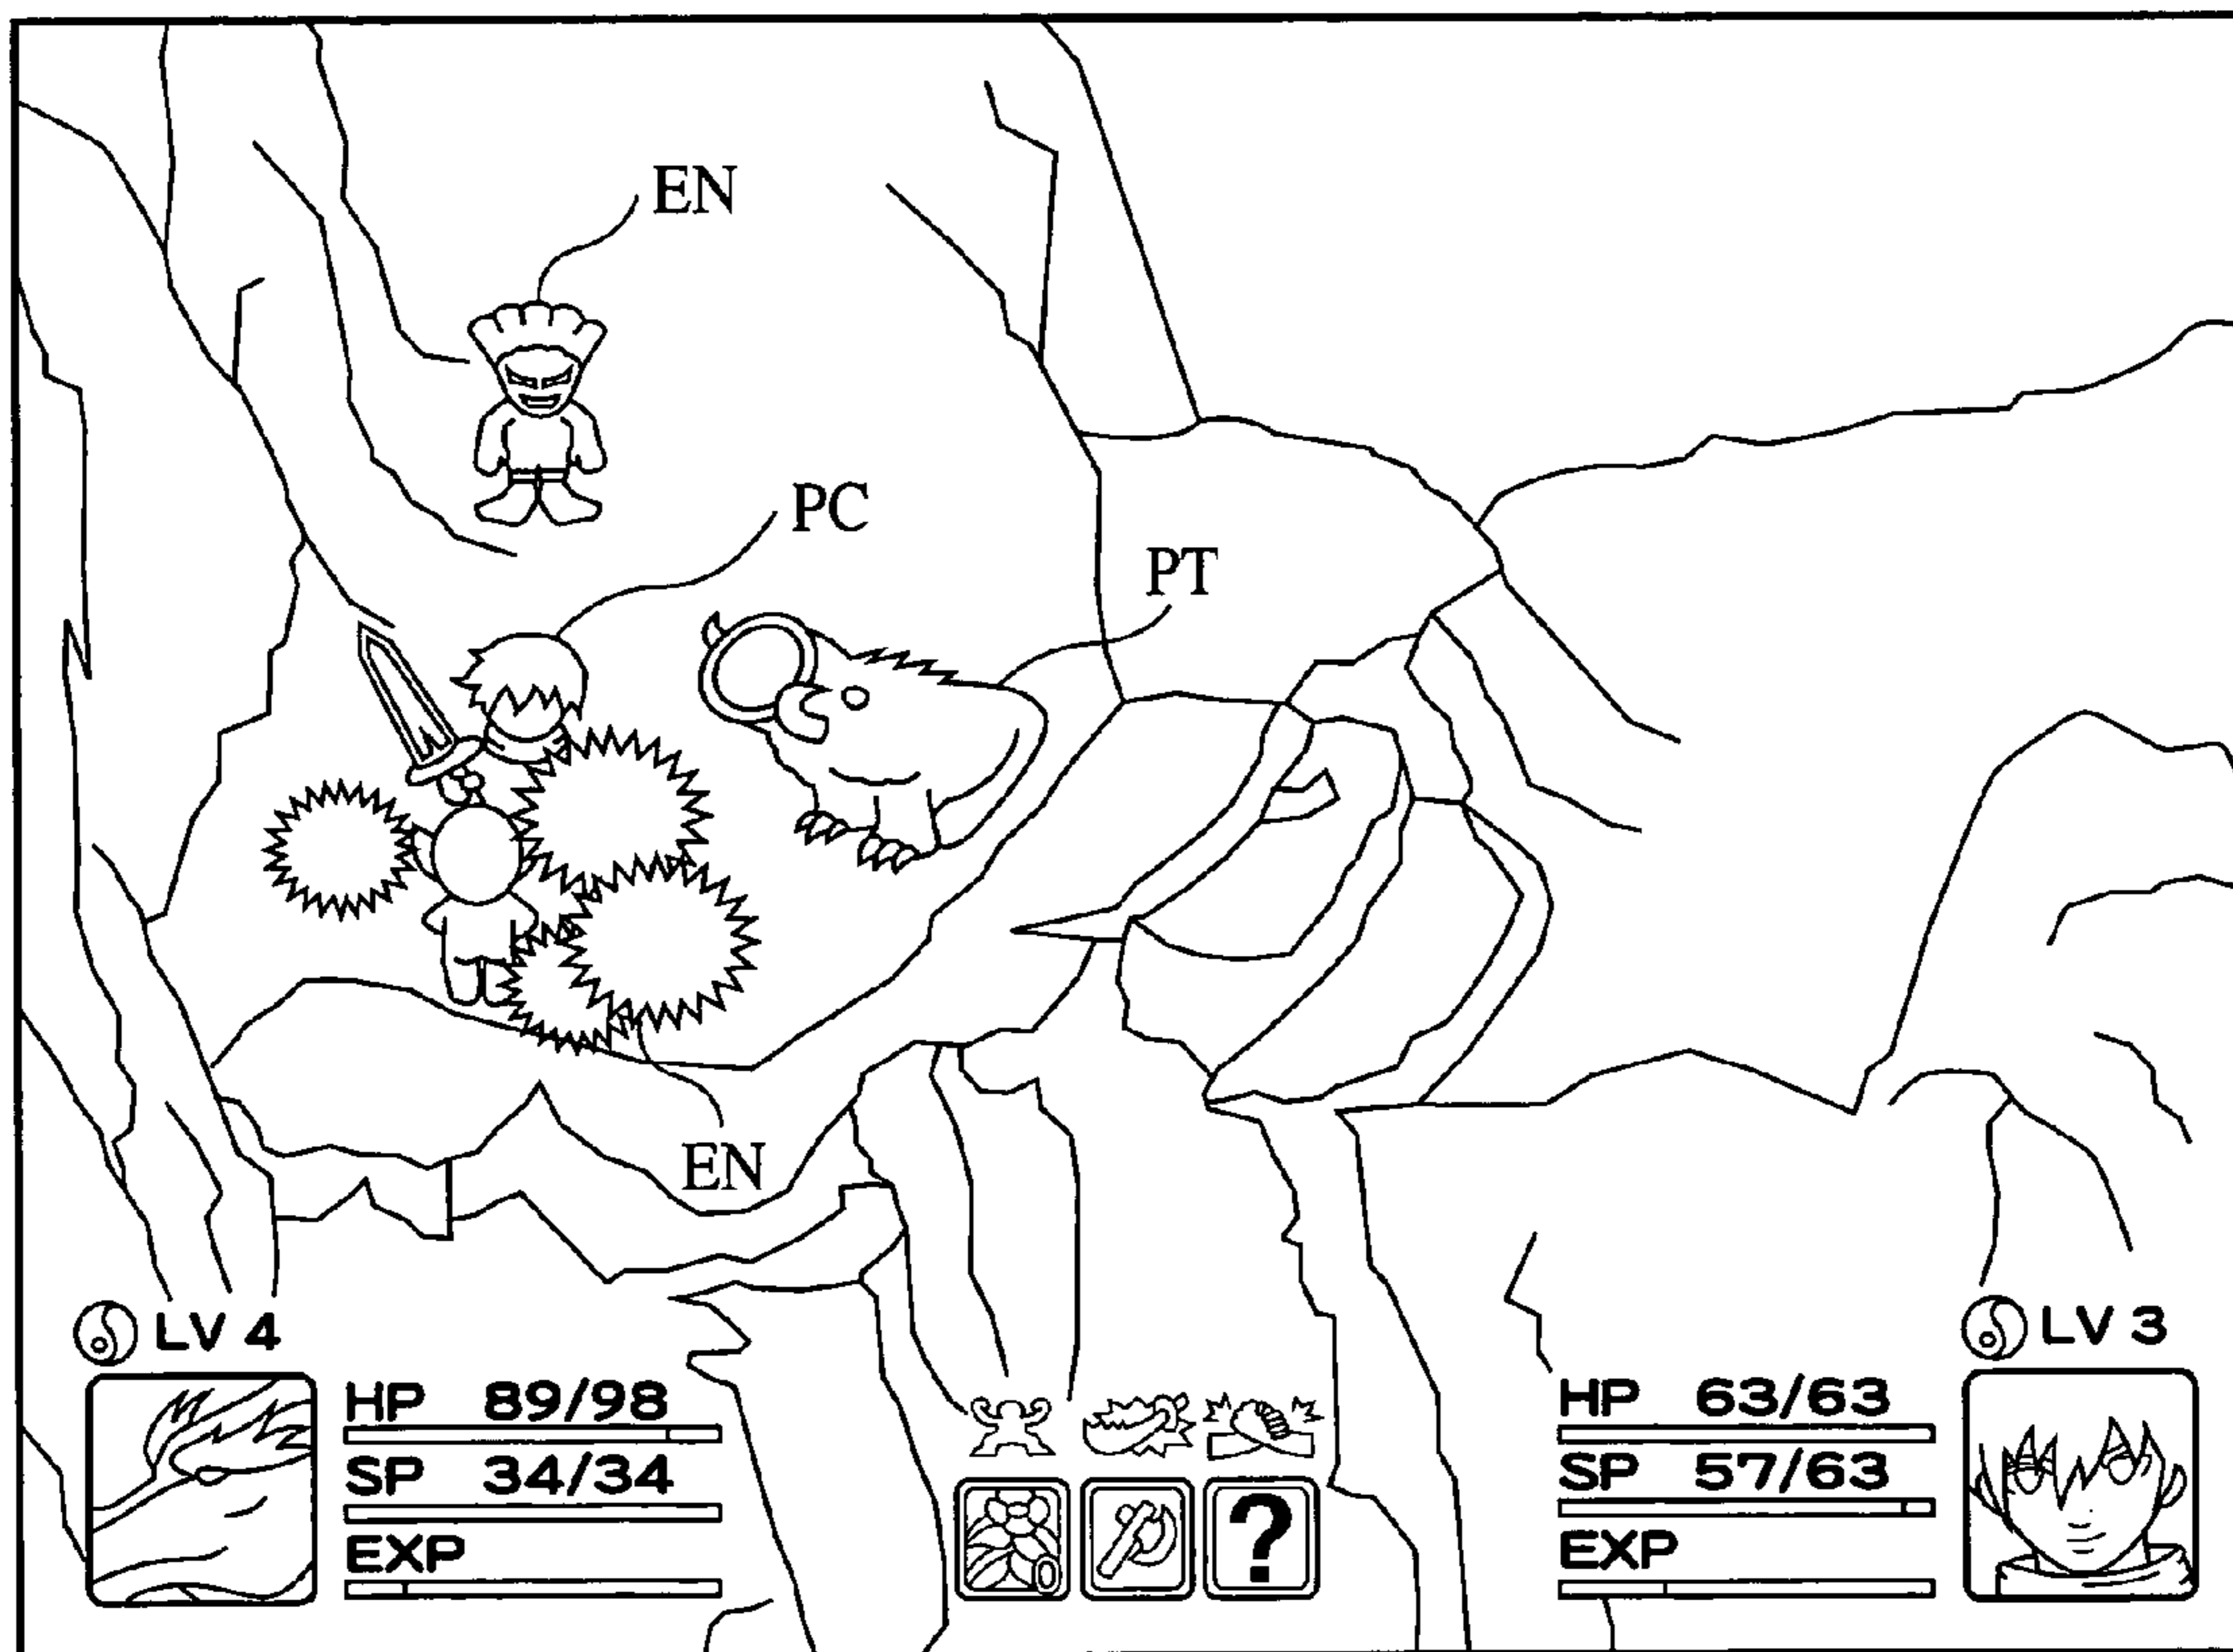 EN
PC
PT
EN
LV 4
HP 89/98
SP 34/34
EXP
?
LV 3
HP 63/63
SP 57/63
EXP